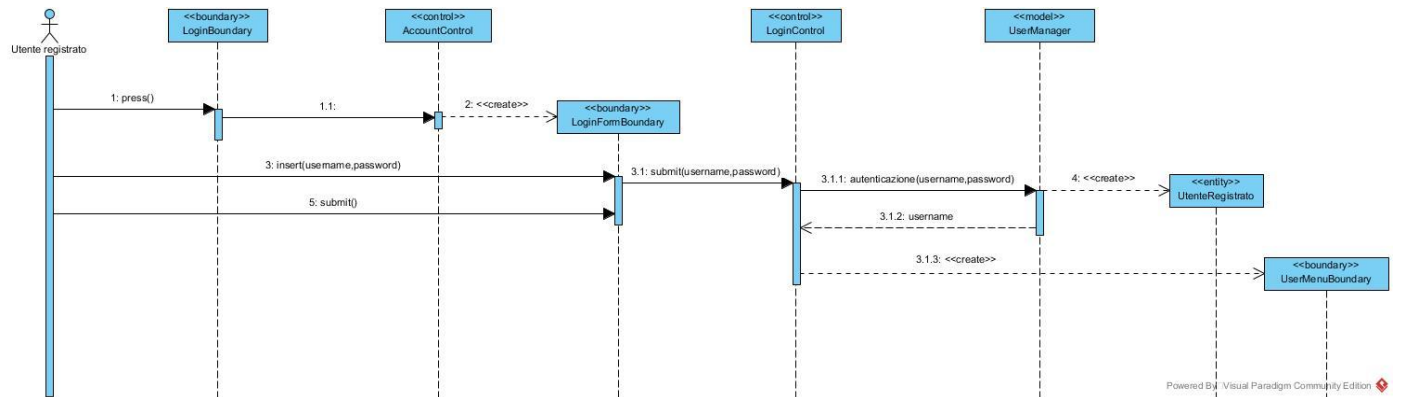 <<boundary>>
LoginBoundary
<<control>>
AccountControl
<<control>>
LoginControl
<<model>>
UserManager
Utente registrato
1: press()
1.1:
2: <<create>>
<<boundary>>
LoginFormBoundary
3: insert(username,password)
3.1: submit(username,password)
3.1.1: autenticazione(username,password)
4: <<create>>
<<entity>>
UtenteRegistrato
5: submit()
3.1.2: username
3.1.3: <<create>>
<<boundary>>
UserMenuBoundary
Powered By Visual Paradigm Community Edition